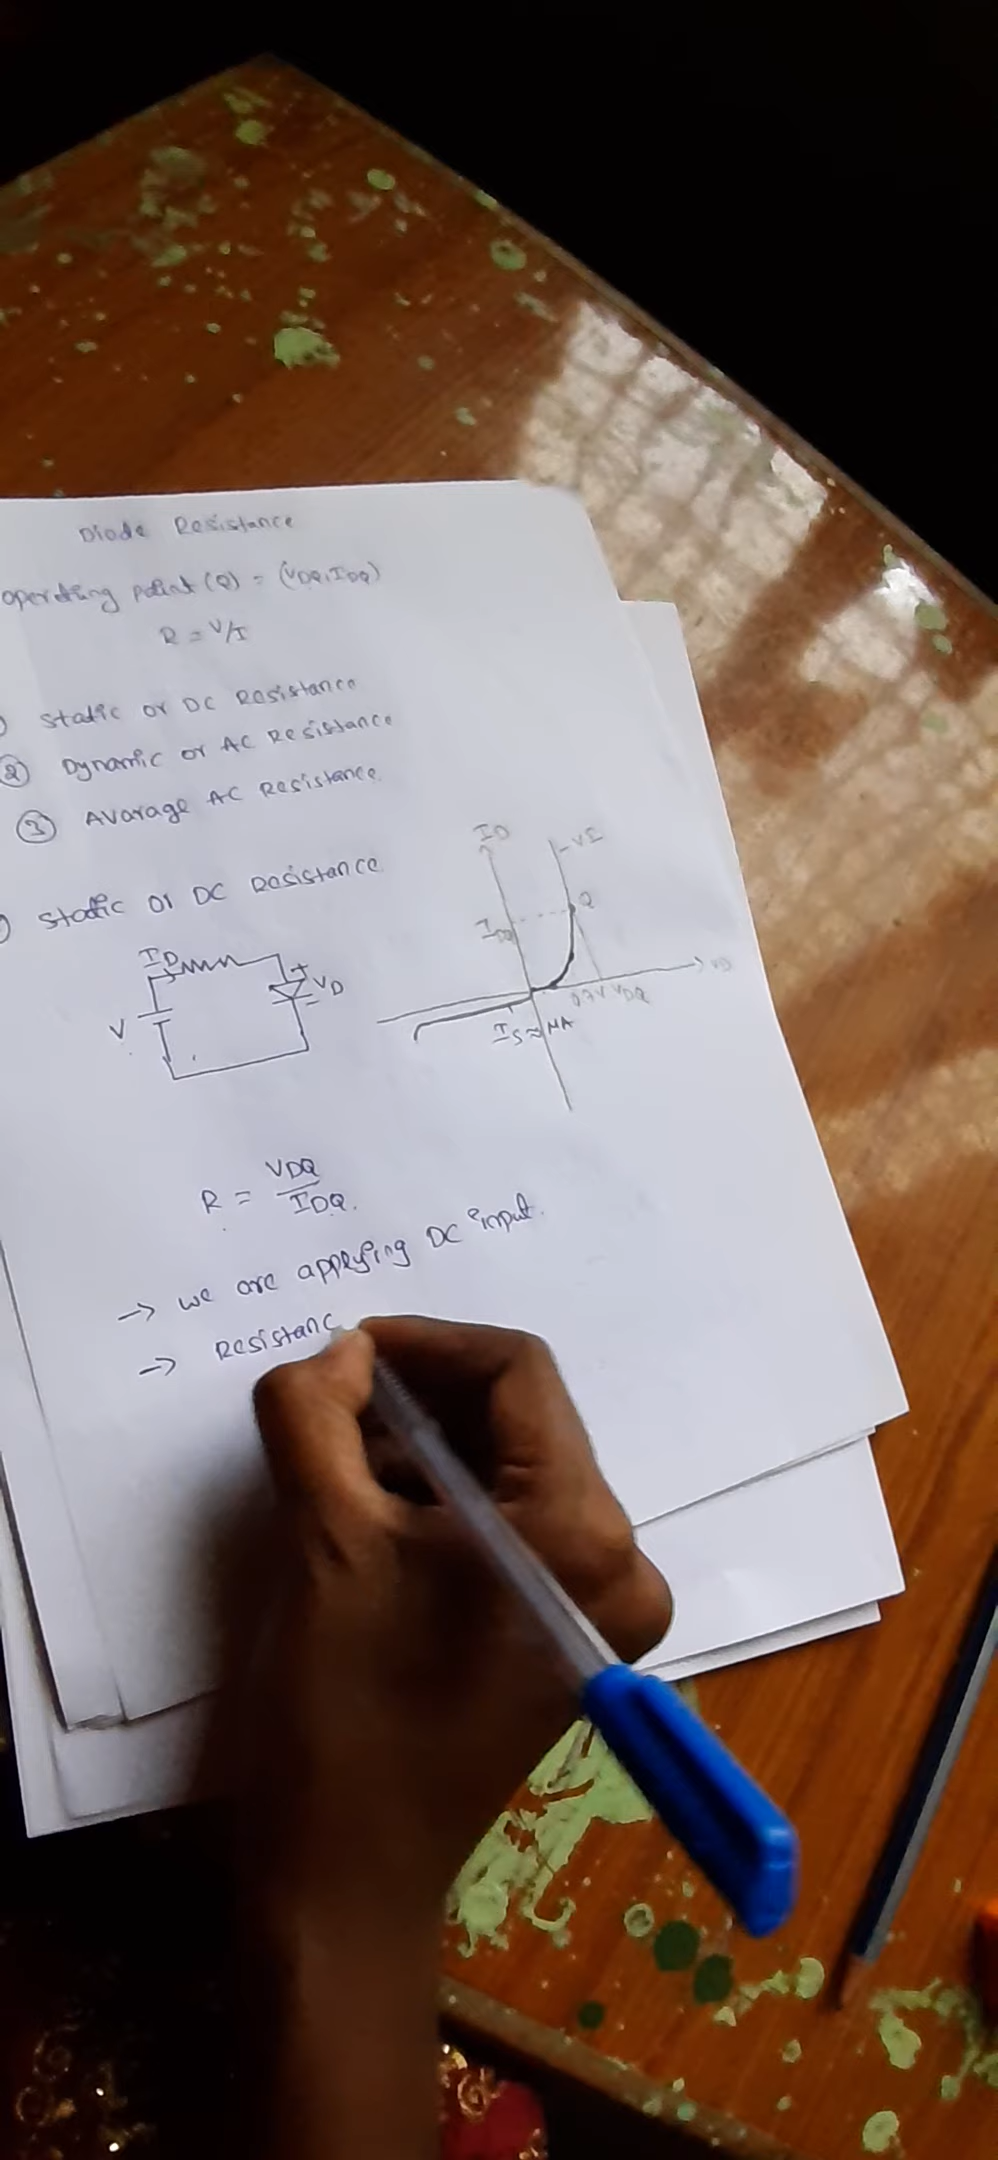 Diode Resistance
operating point (Q) = (VDQ, IDQ)
R = V/I
static or DC Resistance
② Dynamic or AC Resistance
③ Avarage AC Resistance
static or DC Resistance
ID
VD
V
ID
VI
Q
IDQ
VD
0.7V VDQ
IS ≈ MA
R = VDQ/IDQ.
→ we are applying DC input.
→ Resistanc